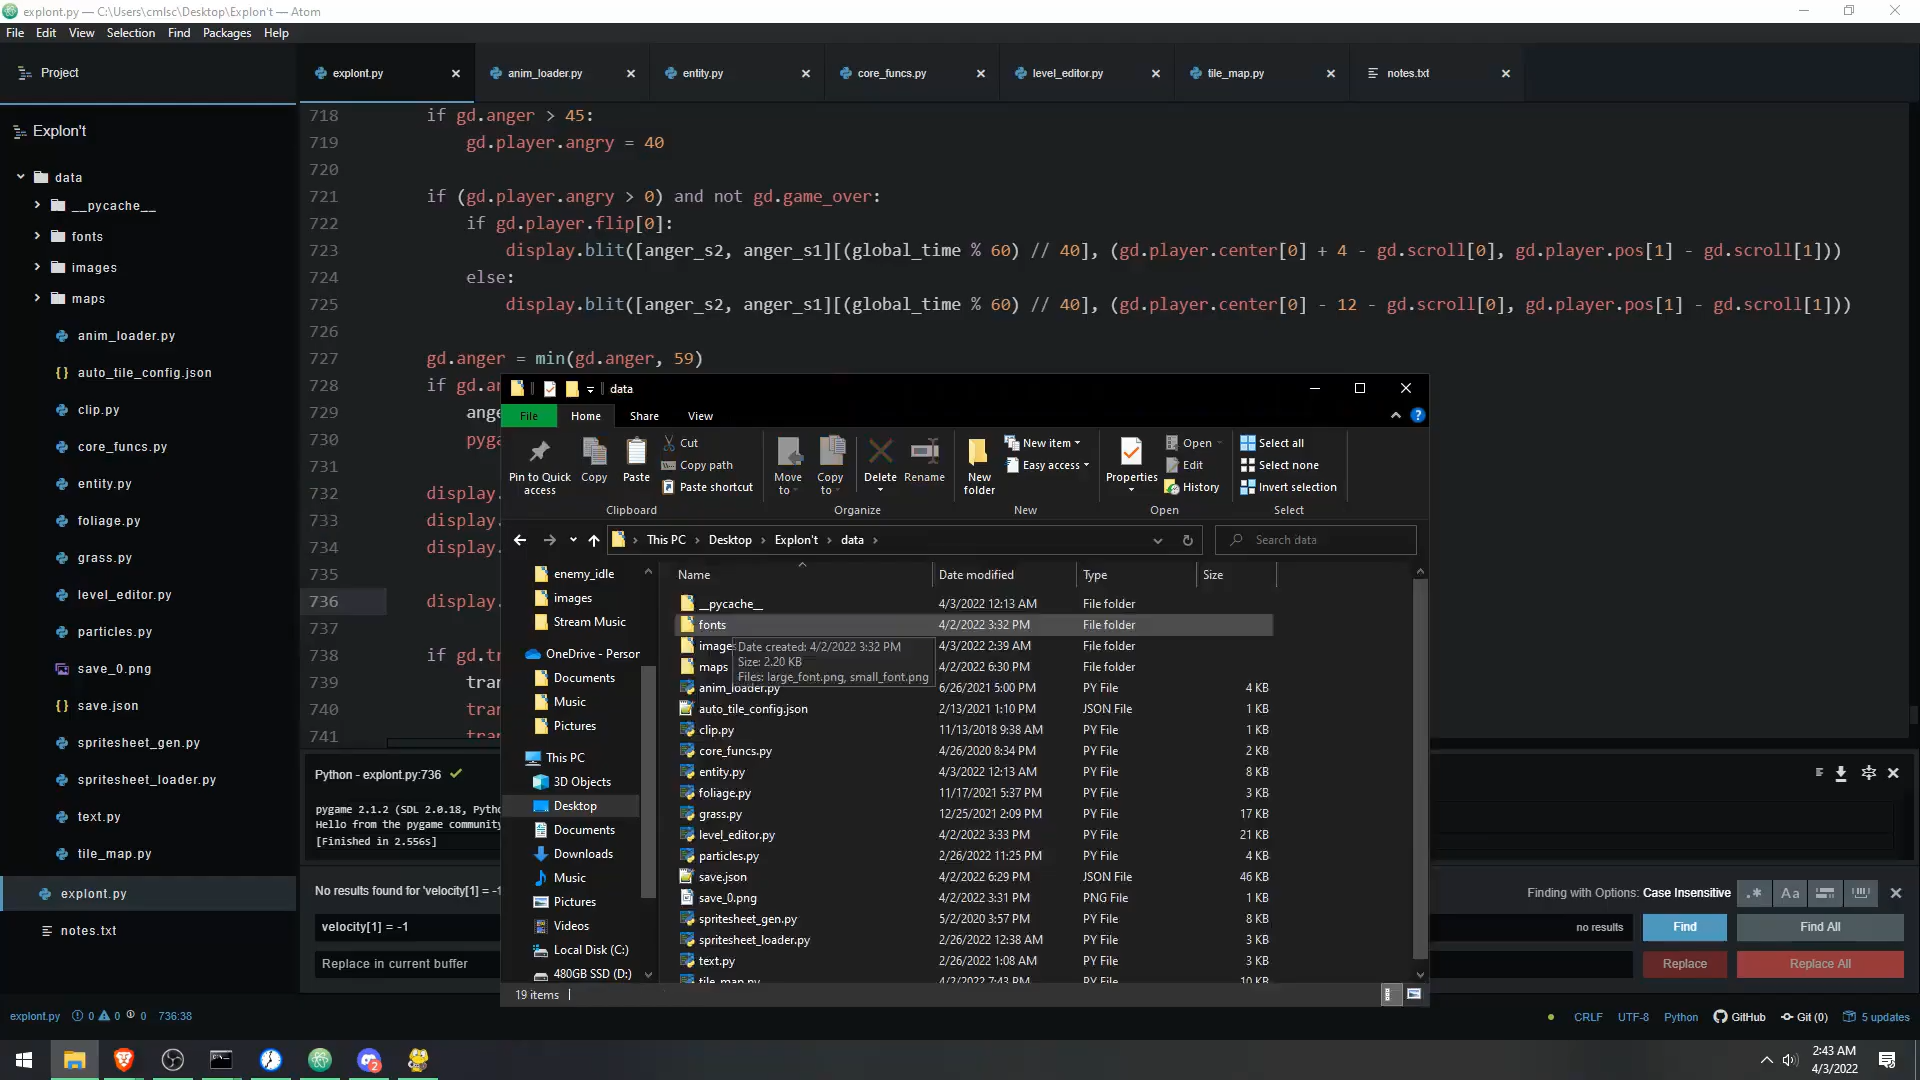 explont.py — C:\Users\cmlsc\Desktop\Explon't — Atom
File Edit View Selection Find Packages Help
Project
explont.py
anim_loader.py
entity.py
core_funcs.py
level_editor.py
tile_map.py
notes.txt
Explon't
data
__pycache__
fonts
images
maps
anim_loader.py
auto_tile_config.json
clip.py
core_funcs.py
entity.py
foliage.py
grass.py
level_editor.py
particles.py
save_0.png
save.json
spritesheet_gen.py
spritesheet_loader.py
text.py
tile_map.py
explont.py
notes.txt
718 if gd.anger > 45:
719 gd.player.angry = 40
720
721 if (gd.player.angry > 0) and not gd.game_over:
722 if gd.player.flip[0]:
723 display.blit([anger_s2, anger_s1][(global_time % 60) // 40], (gd.player.center[0] + 4 - gd.scroll[0], gd.player.pos[1] - gd.scroll[1]))
724 else:
725 display.blit([anger_s2, anger_s1][(global_time % 60) // 40], (gd.player.center[0] - 12 - gd.scroll[0], gd.player.pos[1] - gd.scroll[1]))
726
727 gd.anger = min(gd.anger, 59)
728 if gd.an
729 ange
730 pyga
731
732 display.
733 display.
734 display.
735
736 display.
737
738 if gd.tr
739 tran
740 tran
741 tran
data
File Home Share View
Pin to Quick access
Copy
Paste
Cut
Copy path
Paste shortcut
Clipboard
Move to
Copy to
Delete
Rename
Organize
New folder
New item
Easy access
New
Properties
Open
Edit
History
Open
Select all
Select none
Invert selection
Select
This PC > Desktop > Explon't > data >
Search data
enemy_idle
images
Stream Music
OneDrive - Person
Documents
Music
Pictures
This PC
3D Objects
Desktop
Documents
Downloads
Music
Pictures
Videos
Local Disk (C:)
480GB SSD (D:)
Name Date modified Type Size
__pycache__ 4/3/2022 12:13 AM File folder
fonts 4/2/2022 3:32 PM File folder
images 4/3/2022 2:39 AM File folder
maps 4/2/2022 6:30 PM File folder
Date created: 4/2/2022 3:32 PM
Size: 2.20 KB
Files: large_font.png, small_font.png
anim_loader.py 6/26/2021 5:00 PM PY File 4 KB
auto_tile_config.json 2/13/2021 1:10 PM JSON File 1 KB
clip.py 11/13/2018 9:38 AM PY File 1 KB
core_funcs.py 4/26/2020 8:34 PM PY File 2 KB
entity.py 4/3/2022 12:13 AM PY File 8 KB
foliage.py 11/17/2021 5:37 PM PY File 3 KB
grass.py 12/25/2021 2:09 PM PY File 17 KB
level_editor.py 4/2/2022 3:33 PM PY File 21 KB
particles.py 2/26/2022 11:25 PM PY File 4 KB
save.json 4/2/2022 6:29 PM JSON File 46 KB
save_0.png 4/2/2022 3:31 PM PNG File 1 KB
spritesheet_gen.py 5/2/2020 3:57 PM PY File 8 KB
spritesheet_loader.py 2/26/2022 12:38 AM PY File 3 KB
text.py 2/26/2022 1:08 AM PY File 3 KB
tile_map.py 4/2/2022 7:43 PM PY File 10 KB
19 items
Python - explont.py:736
pygame 2.1.2 (SDL 2.0.18, Pytho
Hello from the pygame community
[Finished in 2.556s]
No results found for 'velocity[1] = -1
Finding with Options: Case Insensitive
.* Aa
velocity[1] = -1
no results
Find
Find All
Replace in current buffer
Replace
Replace All
explont.py 0 0 0 736:38
CRLF UTF-8 Python GitHub Git (0) 5 updates
2
2:43 AM
4/3/2022